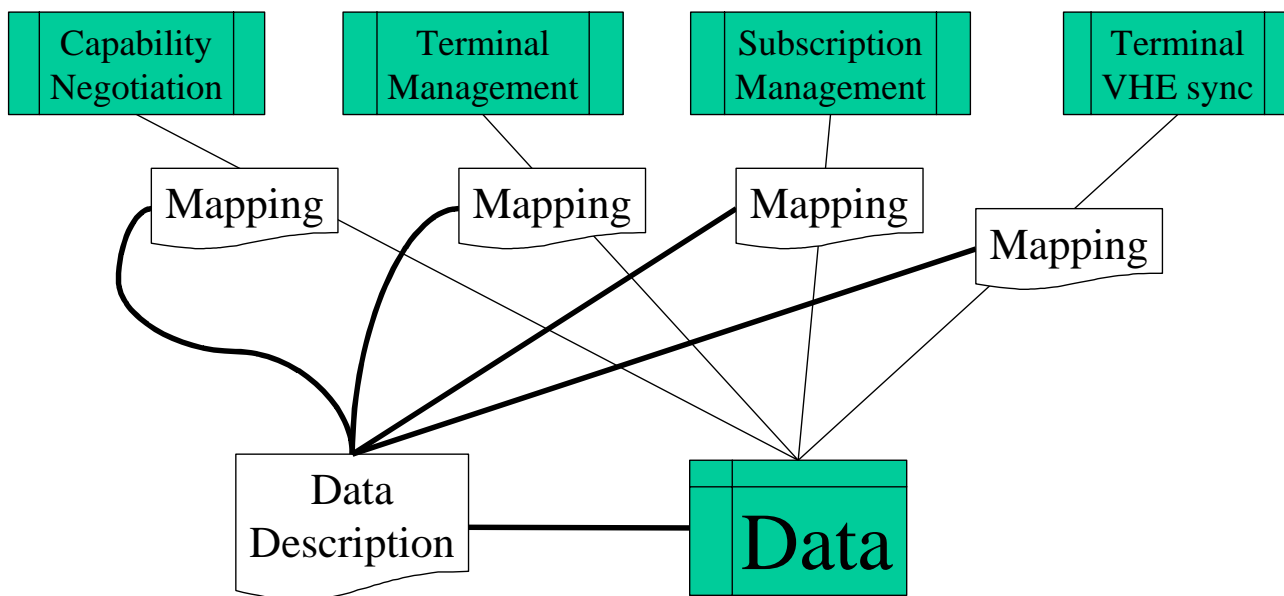 Capability
Negotiation
Terminal
Management
Subscription
Management
Terminal
VHE sync
Mapping
Mapping
Mapping
Mapping
Data
Description
Data